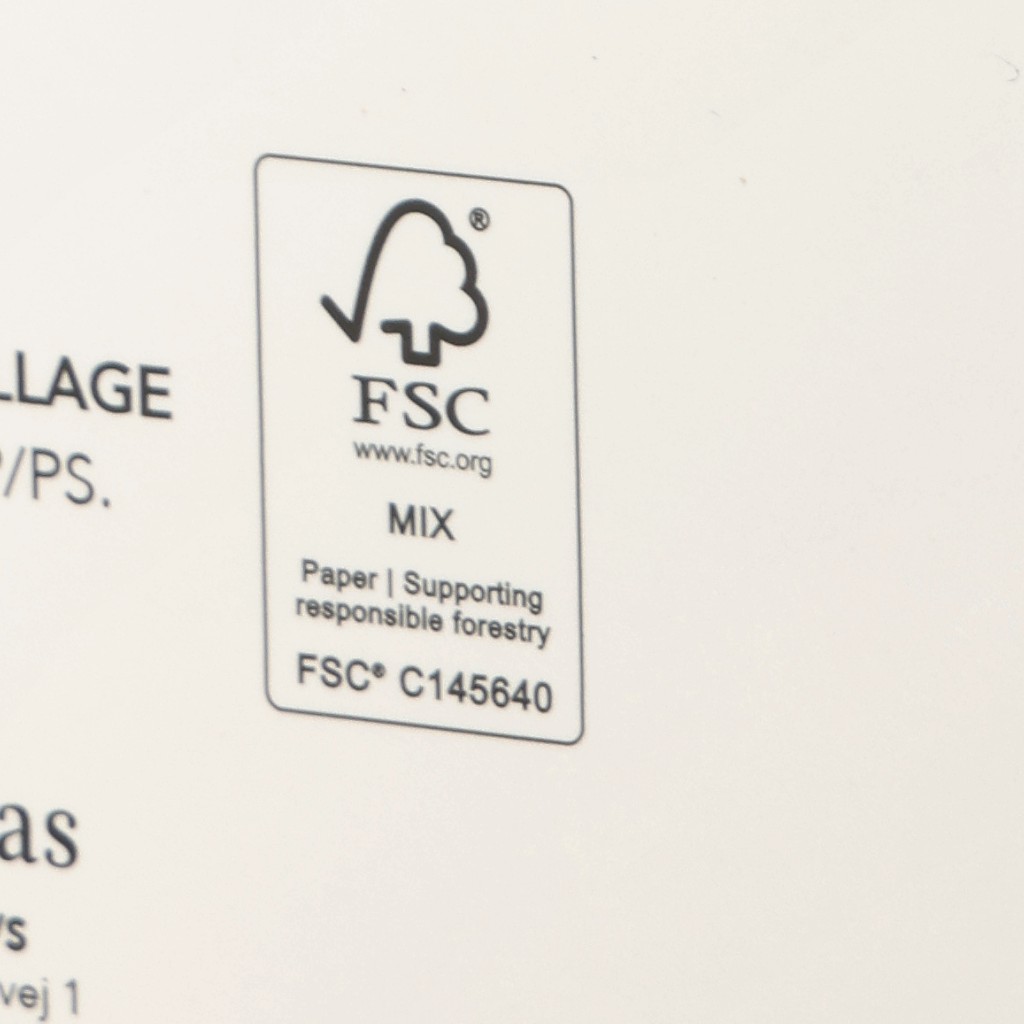 ®
FSC
www.fsc.org
MIX
Paper | Supporting
responsible forestry
FSC® C145640
LLAGE
/PS.
as
vej 1